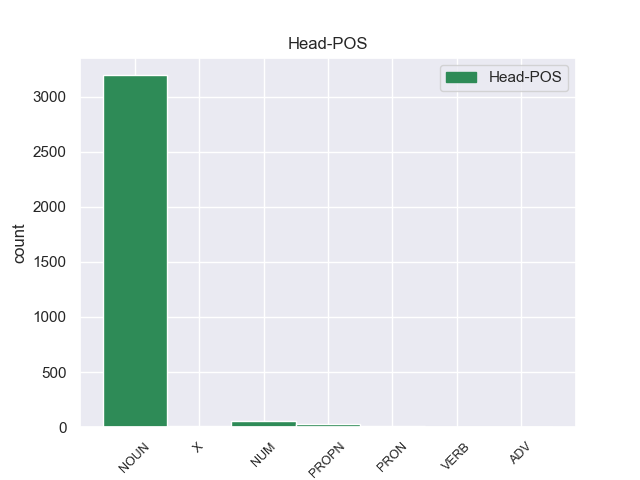 Head-POS
Head-POS
3000
2500
2000
1500
1000
500
0
count
NOUN
X
NUM
PROPN
PRON
VERB
ADV